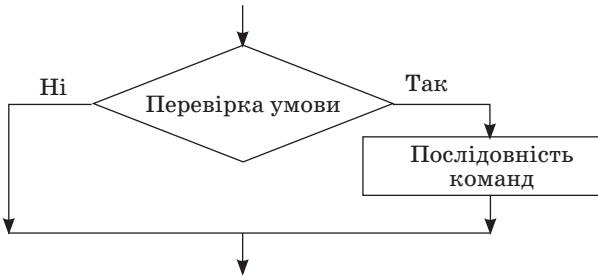 Ні
Так
Перевірка умови
Послідовність
команд